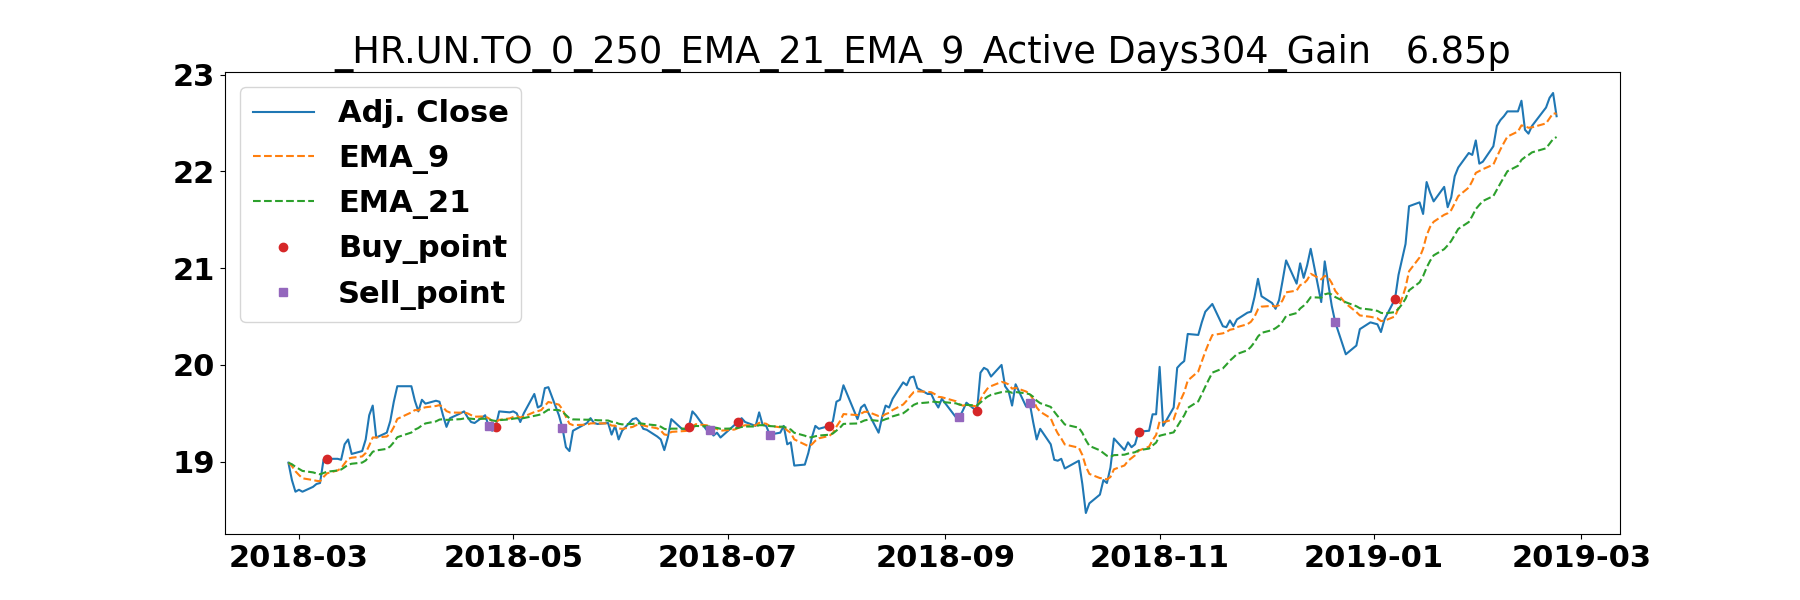 _HR.UN.TO_0_250_EMA_21_EMA_9_Active Days304_Gain   6.85p
23
22
21
20
19
Adj. Close
EMA_9
EMA_21
Buy_point
Sell_point
2018-03 2018-05 2018-07 2018-09 2018-11 2019-01 2019-03